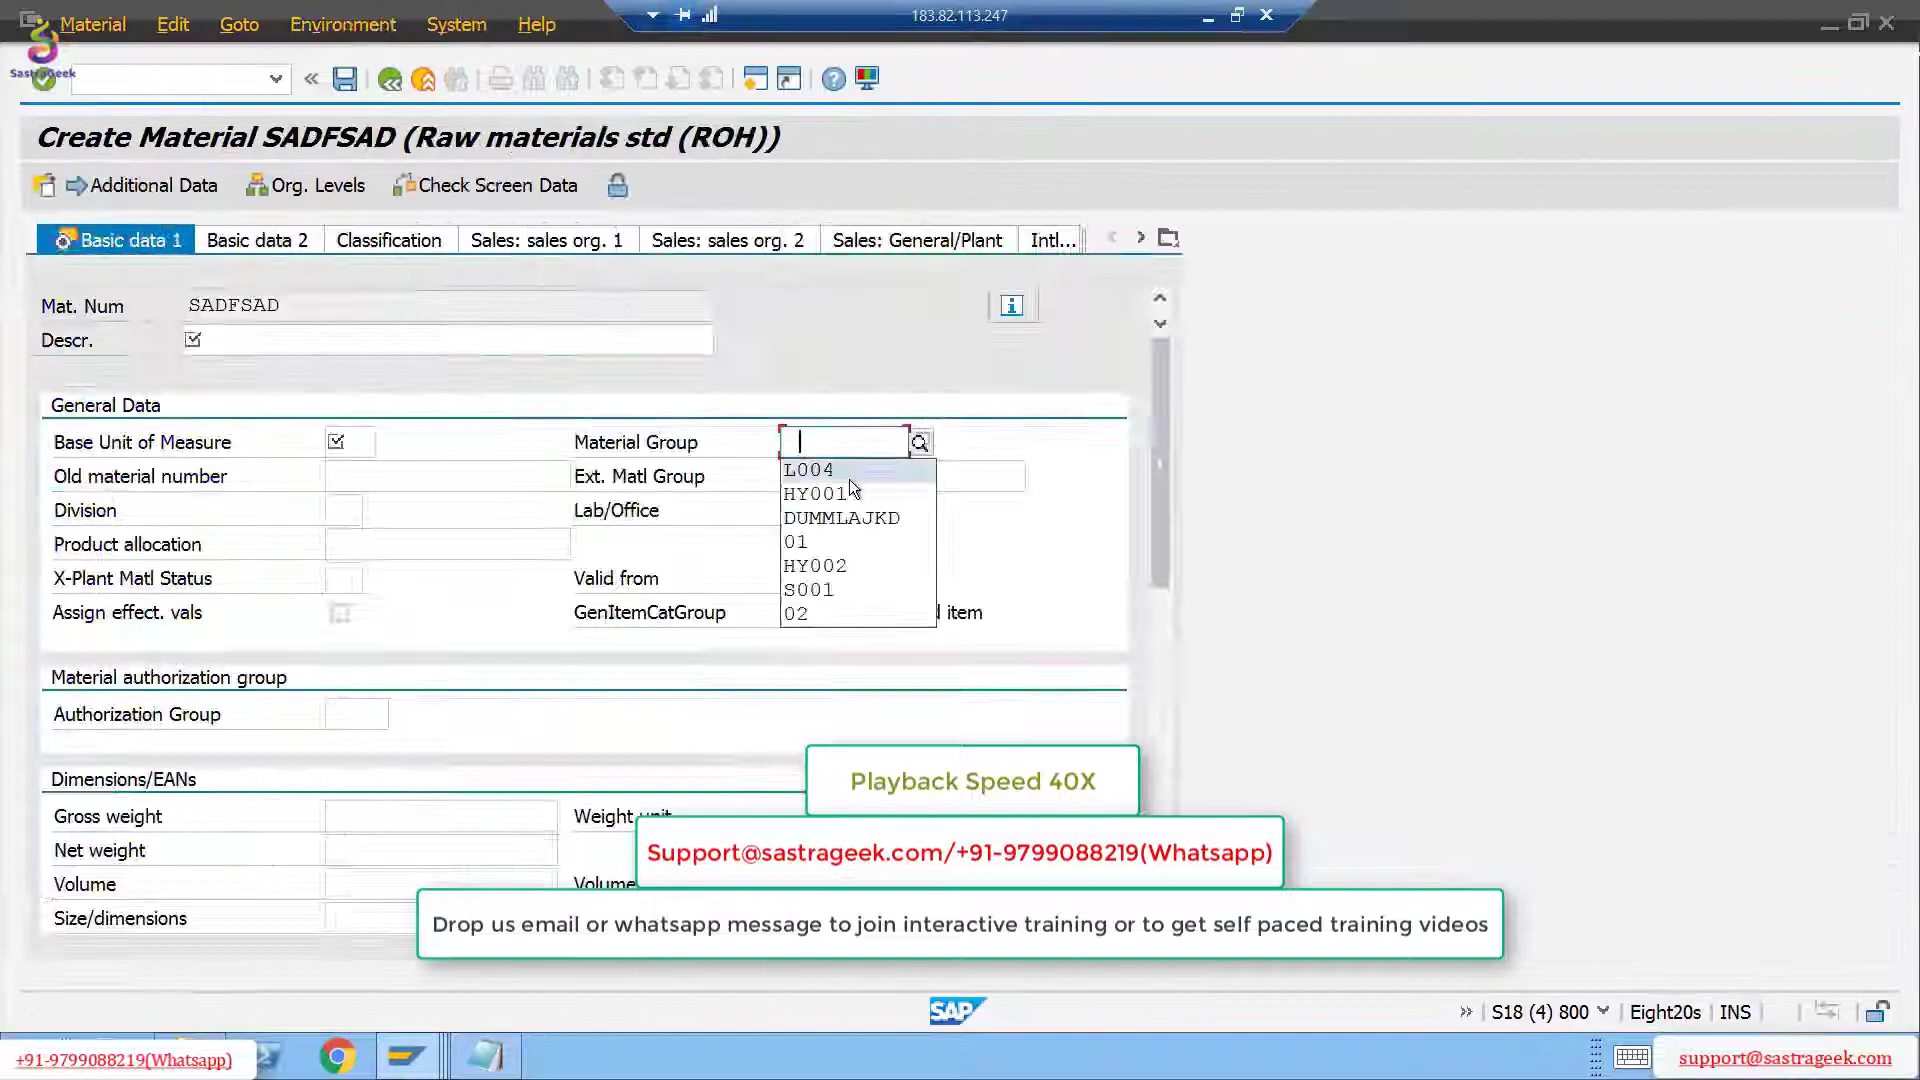 183.82.113.247
Material Edit Goto Environment System Help
SastraGeek
Create Material SADFSAD (Raw materials std (ROH))
Additional Data Org. Levels Check Screen Data
Basic data 1 Basic data 2 Classification Sales: sales org. 1 Sales: sales org. 2 Sales: General/Plant Intl...
Mat. Num SADFSAD
Descr.
General Data
Base Unit of Measure Material Group
Old material number Ext. Matl Group
Division Lab/Office
Product allocation
X-Plant Matl Status Valid from
Assign effect. vals GenItemCatGroup item
L004
HY001
DUMMLAJKD
01
HY002
S001
02
Material authorization group
Authorization Group
Dimensions/EANs
Gross weight Weight unit
Net weight
Volume Volume
Size/dimensions
Playback Speed 40X
Support@sastrageek.com/+91-9799088219(Whatsapp)
Drop us email or whatsapp message to join interactive training or to get self paced training videos
SAP
S18 (4) 800 Eight20s INS
+91-9799088219(Whatsapp)
support@sastrageek.com